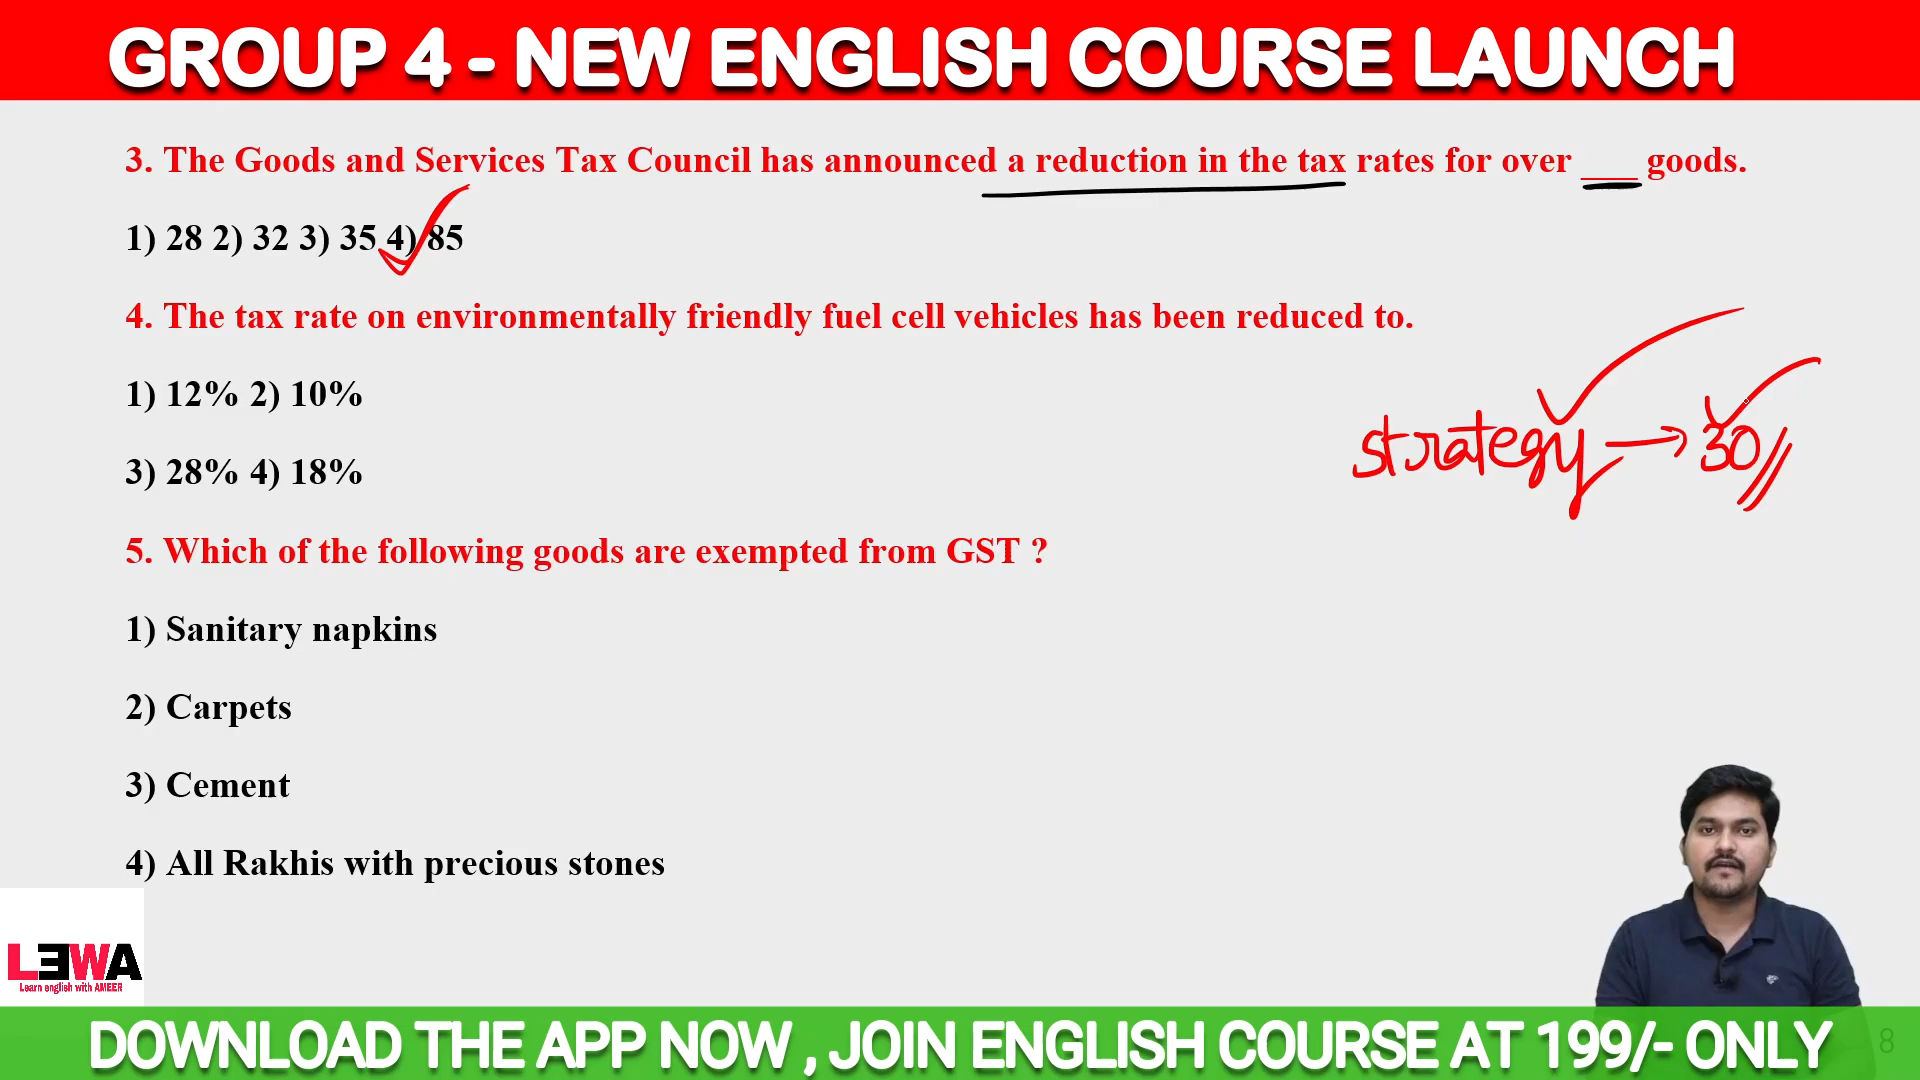 GROUP 4 - NEW ENGLISH COURSE LAUNCH
3. The Goods and Services Tax Council has announced a reduction in the tax rates for over ___ goods.
1) 28 2) 32 3) 35 4) 85
4. The tax rate on environmentally friendly fuel cell vehicles has been reduced to.
1) 12% 2) 10%
strategy → 30
3) 28% 4) 18%
5. Which of the following goods are exempted from GST ?
1) Sanitary napkins
2) Carpets
3) Cement
4) All Rakhis with precious stones
LEWA
Learn english with AMEER
DOWNLOAD THE APP NOW , JOIN ENGLISH COURSE AT 199/- ONLY
8